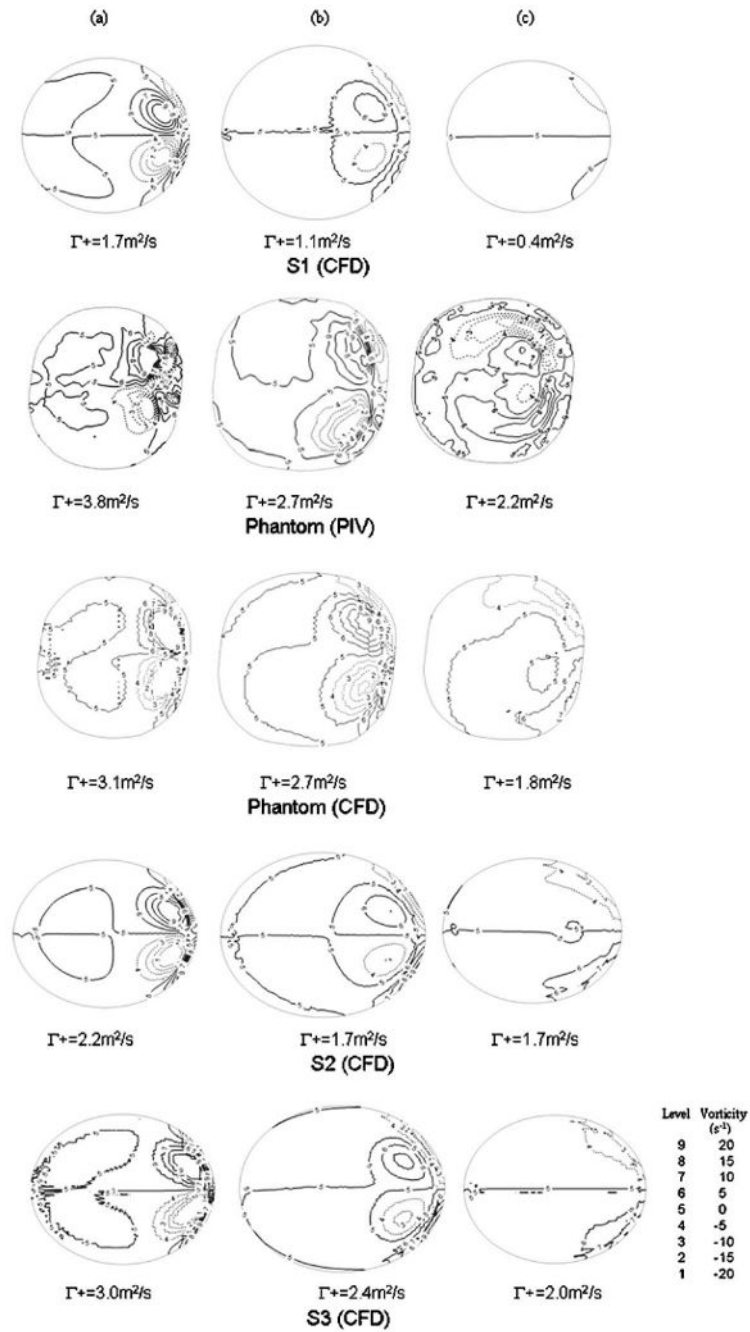 (a) (b) (c)
Γ+=1.7m²/s Γ+=1.1m²/s Γ+=0.4m²/s
S1 (CFD)
Γ+=3.8m²/s Γ+=2.7m²/s Γ+=2.2m²/s
Phantom (PIV)
Γ+=3.1m²/s Γ+=2.7m²/s Γ+=1.8m²/s
Phantom (CFD)
Γ+=2.2m²/s Γ+=1.7m²/s Γ+=1.7m²/s
S2 (CFD)
Level Vorticity
(s⁻¹)
9 20
8 15
7 10
6 5
5 0
4 -5
3 -10
2 -15
1 -20
Γ+=3.0m²/s Γ+=2.4m²/s Γ+=2.0m²/s
S3 (CFD)